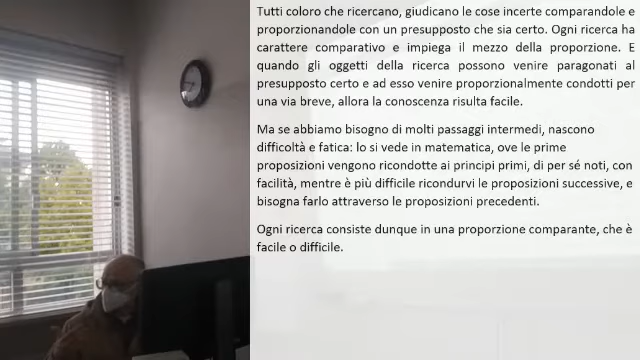 Tutti coloro che ricercano, giudicano le cose incerte comparandole e
proporzionandole con un presupposto che sia certo. Ogni ricerca ha
carattere comparativo e impiega il mezzo della proporzione. E
quando gli oggetti della ricerca possono venire paragonati al
presupposto certo e ad esso venire proporzionalmente condotti per
una via breve, allora la conoscenza risulta facile.
Ma se abbiamo bisogno di molti passaggi intermedi, nascono
difficoltà e fatica: lo si vede in matematica, ove le prime
proposizioni vengono ricondotte ai principi primi, di per sé noti, con
facilità, mentre è più difficile ricondurvi le proposizioni successive, e
bisogna farlo attraverso le proposizioni precedenti.
Ogni ricerca consiste dunque in una proporzione comparante, che è
facile o difficile.